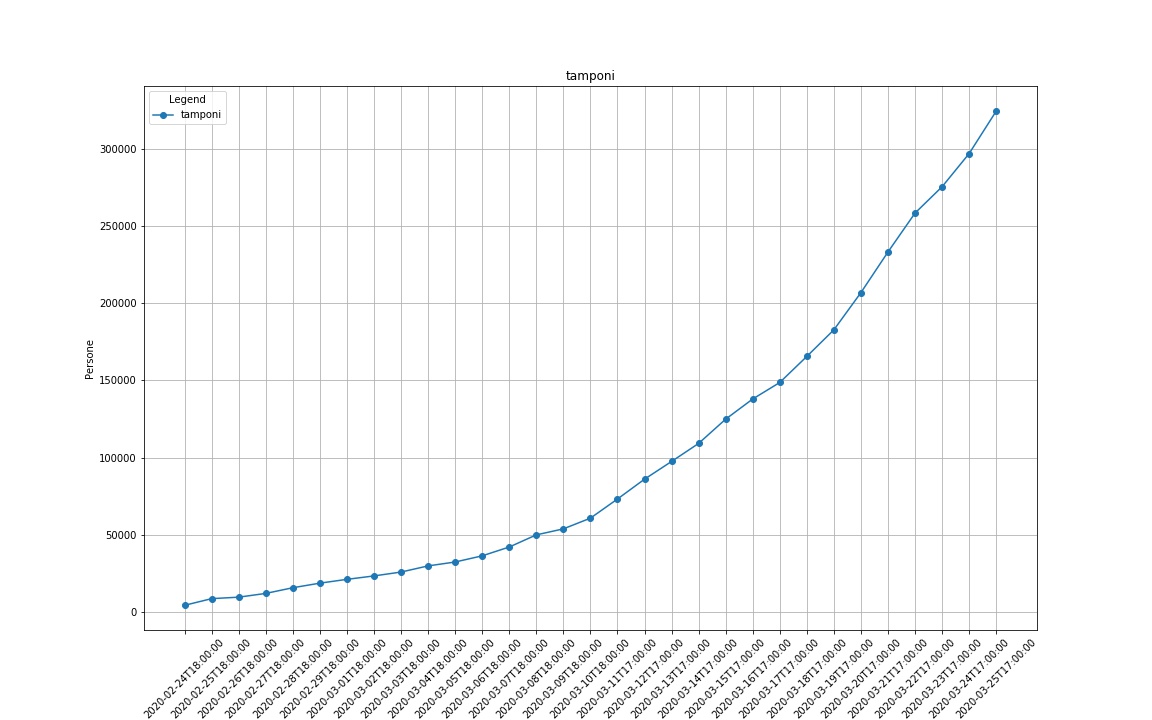 tamponi
Legend
tamponi
300000
250000
200000
150000
100000
50000
0
Persone
2020-02-24T18:00:00
2020-02-25T18:00:00
2020-02-26T18:00:00
2020-02-27T18:00:00
2020-02-28T18:00:00
2020-02-29T18:00:00
2020-03-01T18:00:00
2020-03-02T18:00:00
2020-03-03T18:00:00
2020-03-04T18:00:00
2020-03-05T18:00:00
2020-03-06T18:00:00
2020-03-07T18:00:00
2020-03-08T18:00:00
2020-03-09T18:00:00
2020-03-10T18:00:00
2020-03-11T17:00:00
2020-03-12T17:00:00
2020-03-13T17:00:00
2020-03-14T17:00:00
2020-03-15T17:00:00
2020-03-16T17:00:00
2020-03-17T17:00:00
2020-03-18T17:00:00
2020-03-19T17:00:00
2020-03-20T17:00:00
2020-03-21T17:00:00
2020-03-22T17:00:00
2020-03-23T17:00:00
2020-03-24T17:00:00
2020-03-25T17:00:00